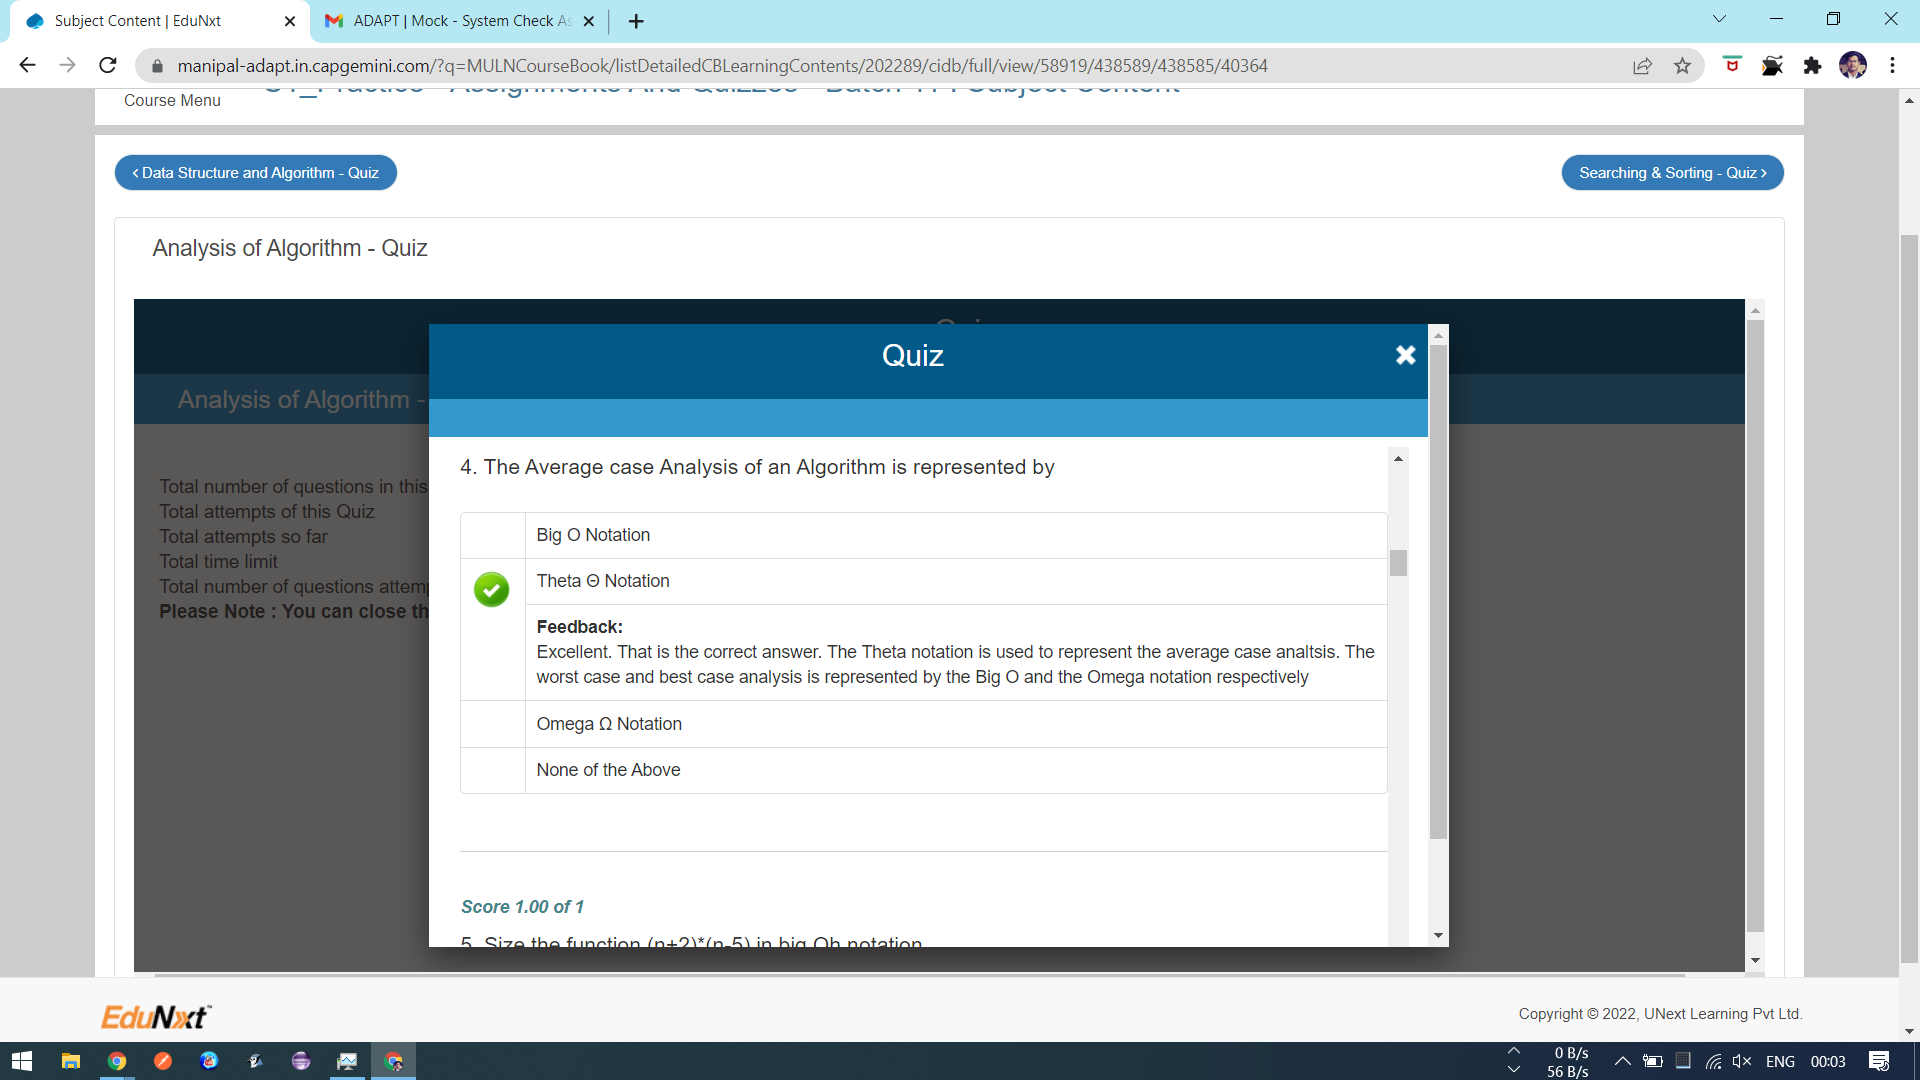 Subject Content | EduNxt
ADAPT | Mock - System Check As
manipal-adapt.in.capgemini.com/?q=MULNCourseBook/listDetailedCBLearningContents/202289/cidb/full/view/58919/438589/438585/40364
Course Menu
< Data Structure and Algorithm - Quiz
Searching & Sorting - Quiz >
Analysis of Algorithm - Quiz
Quiz
Analysis of Algorithm -
Total number of questions in this
Total attempts of this Quiz
Total attempts so far
Total time limit
Total number of questions attemp
Please Note : You can close th
4. The Average case Analysis of an Algorithm is represented by
Big O Notation
Theta Θ Notation
Feedback:
Excellent. That is the correct answer. The Theta notation is used to represent the average case analtsis. The
worst case and best case analysis is represented by the Big O and the Omega notation respectively
Omega Ω Notation
None of the Above
Score 1.00 of 1
5. Size the function (n+2)*(n-5) in big Oh notation
EduNxt™
Copyright © 2022, UNext Learning Pvt Ltd.
0 B/s
56 B/s
ENG
00:03